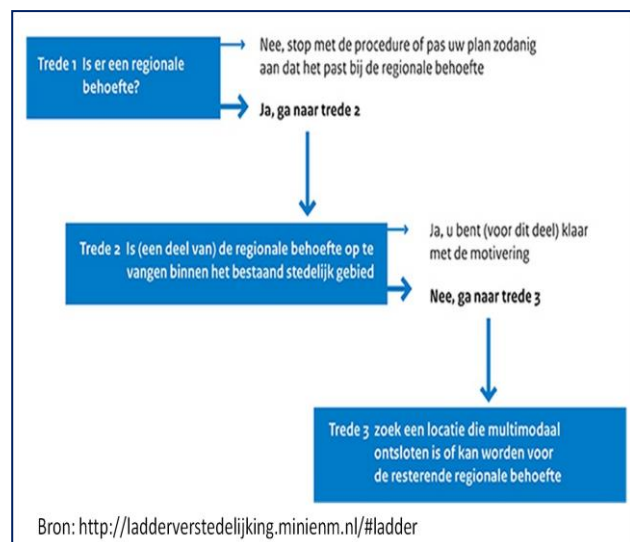 Trede 1 Is er een regionale
behoefte?
Nee, stop met de procedure of pas uw plan zodanig
aan dat het past bij de regionale behoefte
Ja, ga naar trede 2
Trede 2 Is (een deel van) de regionale behoefte op te
vangen binnen het bestaand stedelijk gebied
Ja, u bent (voor dit deel) klaar
met de motivering
Nee, ga naar trede 3
Trede 3 zoek een locatie die multimodaal
ontsloten is of kan worden voor
de resterende regionale behoefte
Bron: http://ladderverstedelijking.minienm.nl/#ladder